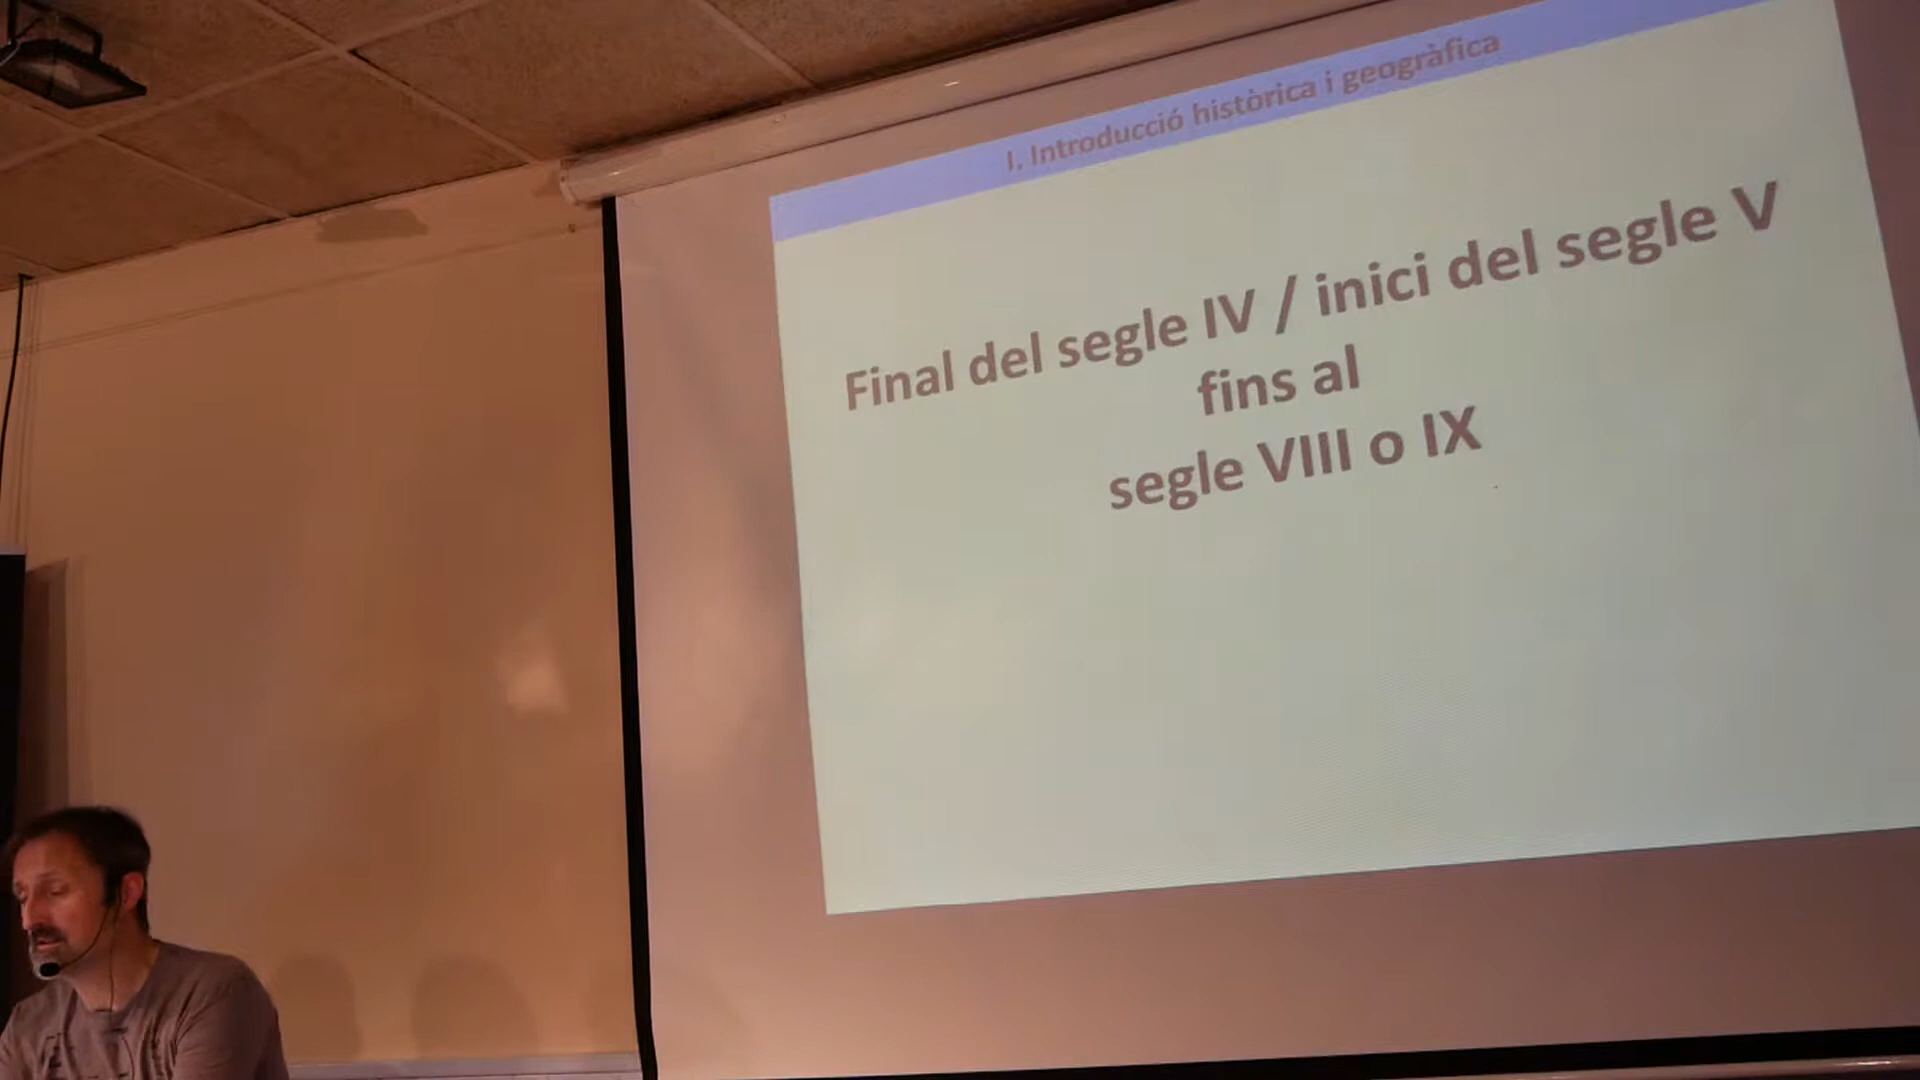 I. Introducció històrica i geogràfica
Final del segle IV / inici del segle V
fins al
segle VIII o IX